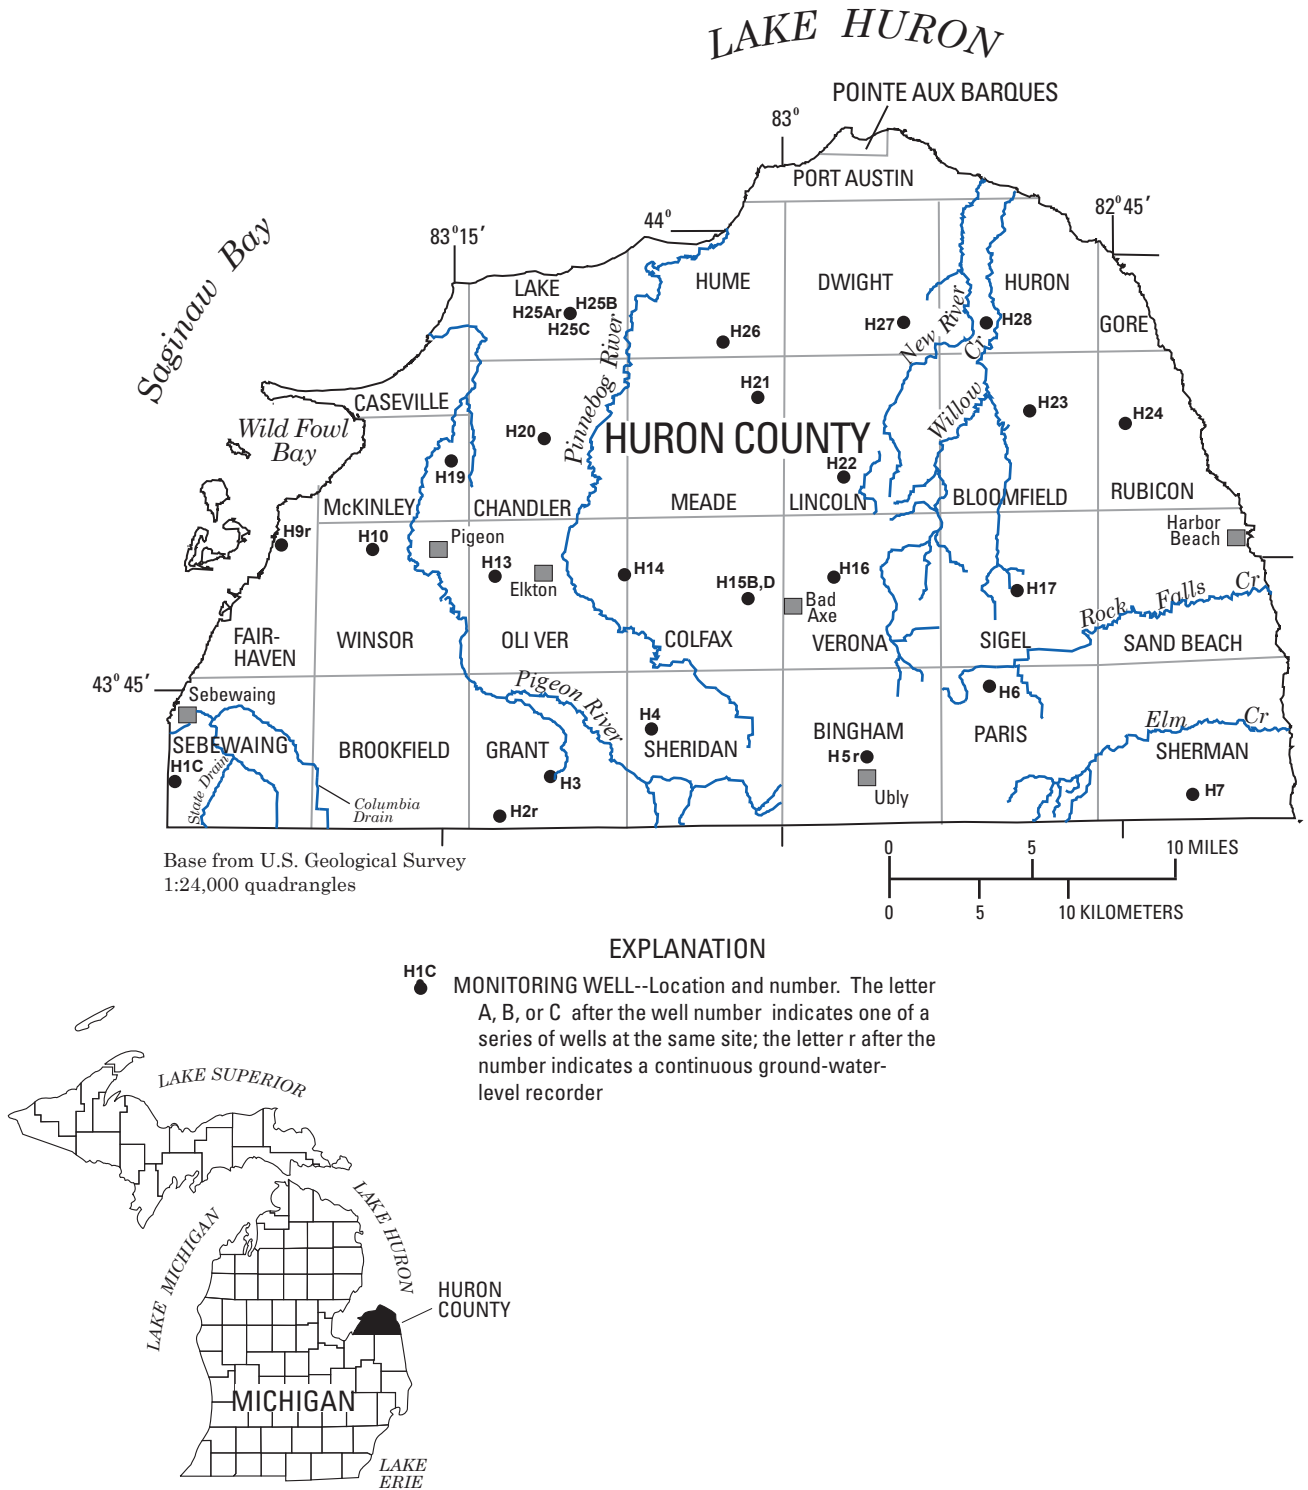 LAKE HURON
POINTE AUX BARQUES
83°
PORT AUSTIN
44°
82°45′
83°15′
Saginaw Bay
LAKE
HUME
DWIGHT
HURON
H25Ar
H25B
H25C
H26
H27
New River
H28
GORE
Cr
Pinnebog River
H21
CASEVILLE
Willow
H23
H24
Wild Fowl
Bay
H20
HURON COUNTY
H19
H22
McKINLEY
CHANDLER
MEADE
LINCOLN
BLOOMFIELD
RUBICON
H9r
H10
Pigeon
Harbor
Beach
H13
Elkton
H14
H15B,D
H16
Bad
Axe
H17
Rock Falls Cr
FAIR-
HAVEN
WINSOR
OLI VER
COLFAX
VERONA
SIGEL
SAND BEACH
43°45′
Sebewaing
Pigeon River
H6
H4
Elm Cr
SEBEWAING
BROOKFIELD
GRANT
SHERIDAN
BINGHAM
PARIS
SHERMAN
H1C
State Drain
H3
H5r
H7
Columbia
Drain
H2r
Ubly
Base from U.S. Geological Survey
1:24,000 quadrangles
0 5 10 MILES
0 5 10 KILOMETERS
EXPLANATION
H1C
MONITORING WELL--Location and number. The letter
A, B, or C after the well number indicates one of a
series of wells at the same site; the letter r after the
number indicates a continuous ground-water-
level recorder
LAKE SUPERIOR
LAKE MICHIGAN
LAKE HURON
HURON
COUNTY
MICHIGAN
LAKE
ERIE